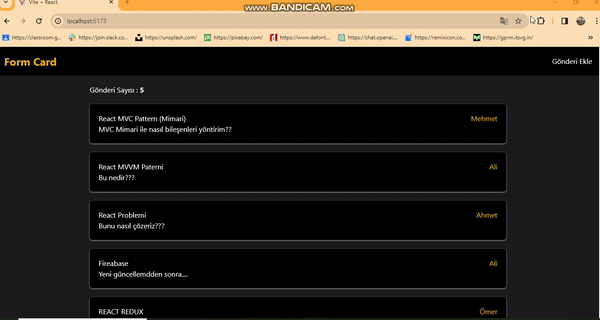 Vite + React
www.BANDICAM.com
localhost:5173
https://classroom.g...
https://join.slack.co...
https://unsplash.com/
https://pixabay.com/
https://www.dafont...
https://chat.openai...
https://remixicon.co...
https://gprm.itsvg.in/
Form Card
Gönderi Ekle
Gönderi Sayısı : 5
React MVC Pattern (Mimari)
Mehmet
MVC Mimari ile nasıl bileşenleri yöntirim??
React MVVM Paterni
Ali
Bu nedir???
React Problemi
Ahmet
Bunu nasıl çözeriz???
Fireabase
Ali
Yeni güncellemdden sonra....
REACT REDUX
Ömer